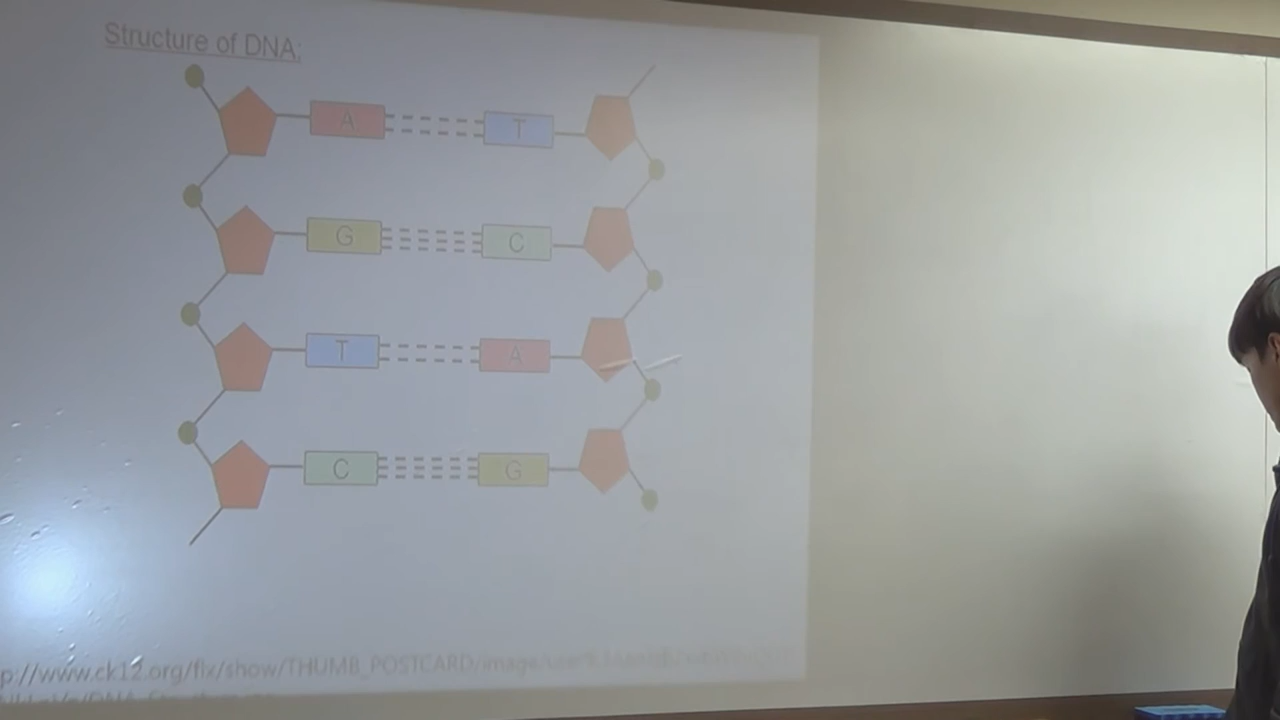 Structure of DNA:
A T
G C
T A
C G
p://www.ck12.org/flx/show/THUMB_POSTCARD/image/